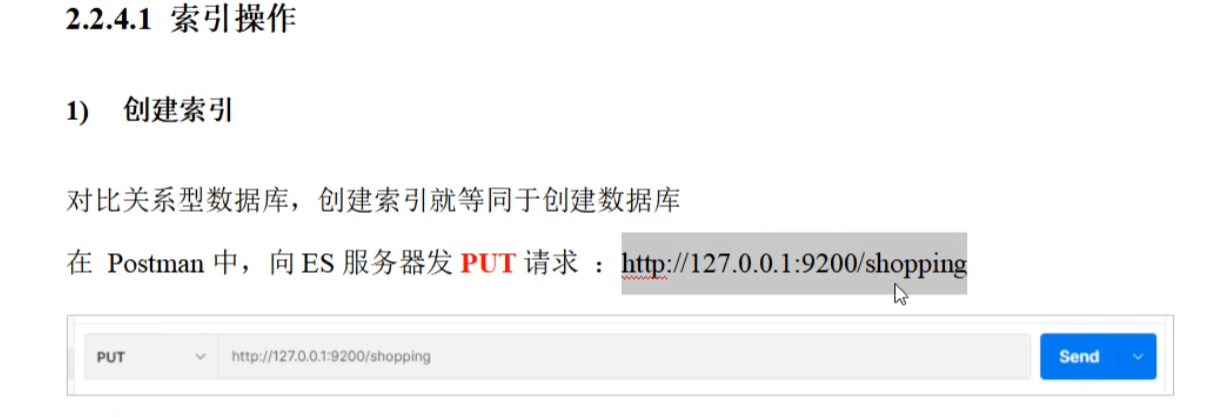 2.2.4.1 索引操作
1) 创建索引
对比关系型数据库，创建索引就等同于创建数据库
在 Postman 中，向 ES 服务器发 PUT 请求 ：http://127.0.0.1:9200/shopping
PUT http://127.0.0.1:9200/shopping Send